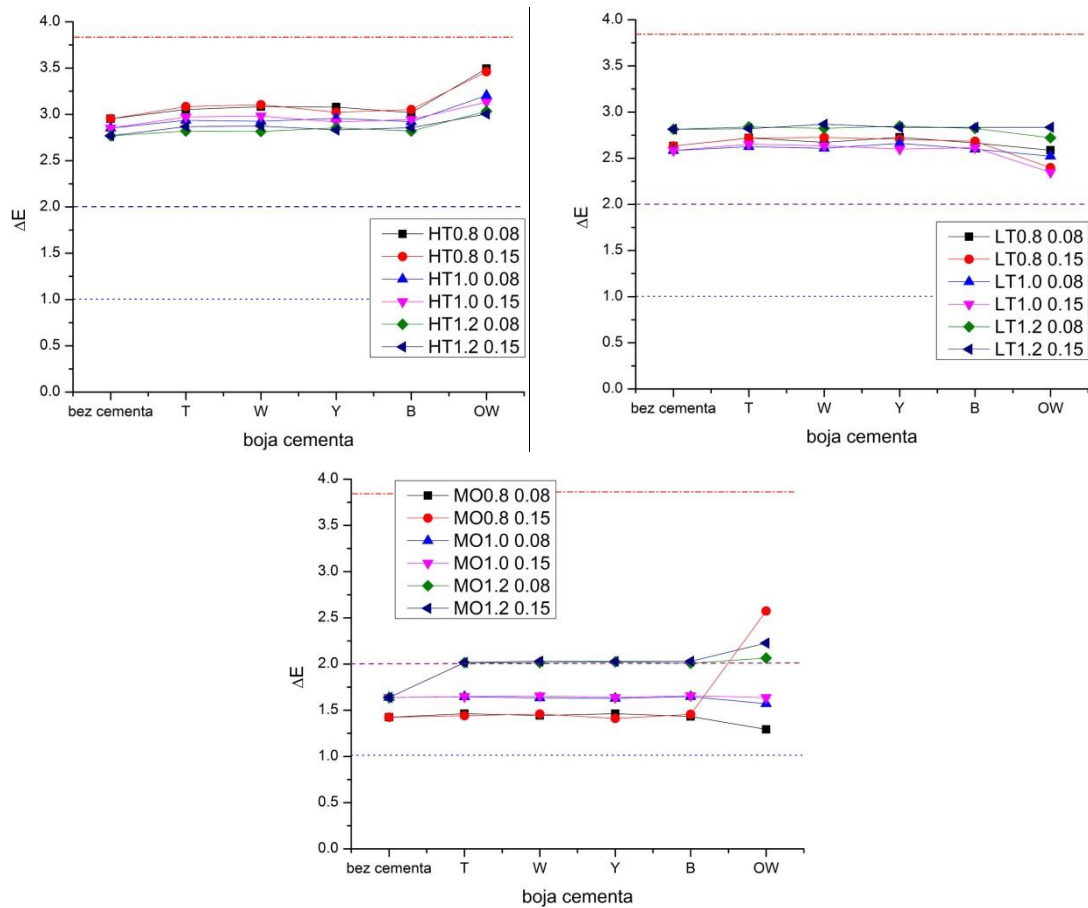 4.0
3.5
3.0
2.5
2.0
1.5
1.0
0.5
0.0
ΔE
HT0.8 0.08
HT0.8 0.15
HT1.0 0.08
HT1.0 0.15
HT1.2 0.08
HT1.2 0.15
bez cementa T W Y B OW
boja cementa
4.0
3.5
3.0
2.5
2.0
1.5
1.0
0.5
0.0
ΔE
LT0.8 0.08
LT0.8 0.15
LT1.0 0.08
LT1.0 0.15
LT1.2 0.08
LT1.2 0.15
bez cementa T W Y B OW
boja cementa
4.0
3.5
3.0
2.5
2.0
1.5
1.0
0.5
0.0
ΔE
MO0.8 0.08
MO0.8 0.15
MO1.0 0.08
MO1.0 0.15
MO1.2 0.08
MO1.2 0.15
bez cementa T W Y B OW
boja cementa